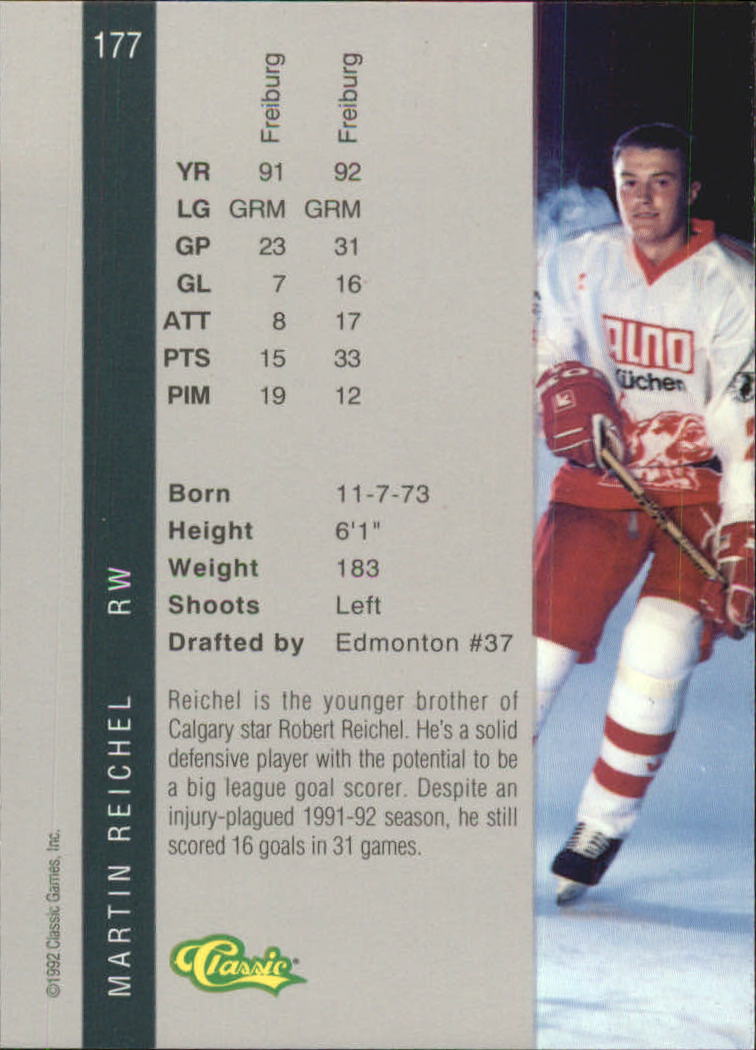 177
Freiburg Freiburg
YR 91 92
LG GRM GRM
GP 23 31
GL 7 16
ATT 8 17
PTS 15 33
PIM 19 12
Born 11-7-73
Height 6'1"
Weight 183
Shoots Left
Drafted by Edmonton #37
Reichel is the younger brother of
Calgary star Robert Reichel. He's a solid
defensive player with the potential to be
a big league goal scorer. Despite an
injury-plagued 1991-92 season, he still
scored 16 goals in 31 games.
MARTIN REICHEL RW
©1992 Classic Games, Inc.
Classic
ALNO
Küchen